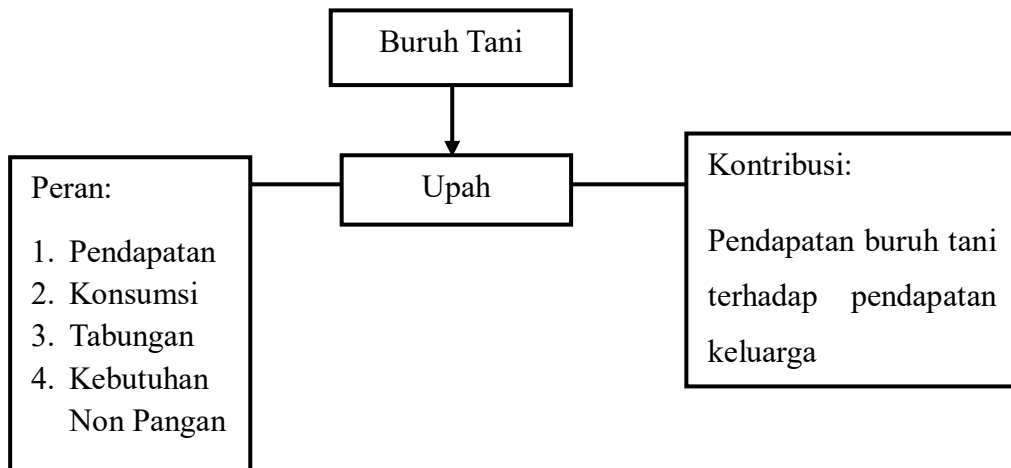 Buruh Tani
Upah
Peran:
1. Pendapatan
2. Konsumsi
3. Tabungan
4. Kebutuhan
Non Pangan
Kontribusi:
Pendapatan buruh tani
terhadap pendapatan
keluarga